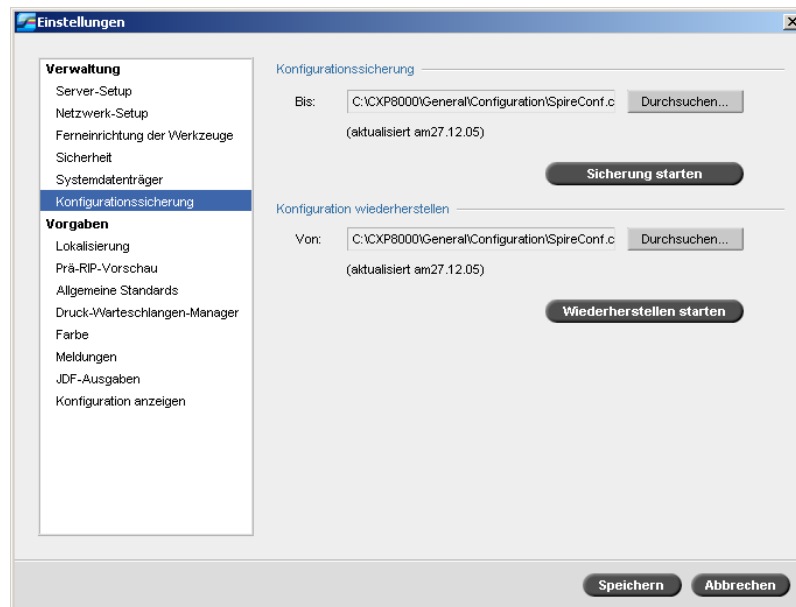 Einstellungen
Verwaltung
Server-Setup
Netzwerk-Setup
Ferneinrichtung der Werkzeuge
Sicherheit
Systemdatenträger
Konfigurationssicherung
Vorgaben
Lokalisierung
Prä-RIP-Vorschau
Allgemeine Standards
Druck-Warteschlangen-Manager
Farbe
Meldungen
JDF-Ausgaben
Konfiguration anzeigen
Konfigurationssicherung
Bis: C:\CXP8000\General\Configuration\SpireConf.c Durchsuchen...
(aktualisiert am27.12.05)
Sicherung starten
Konfiguration wiederherstellen
Von: C:\CXP8000\General\Configuration\SpireConf.c Durchsuchen...
(aktualisiert am27.12.05)
Wiederherstellen starten
Speichern Abbrechen